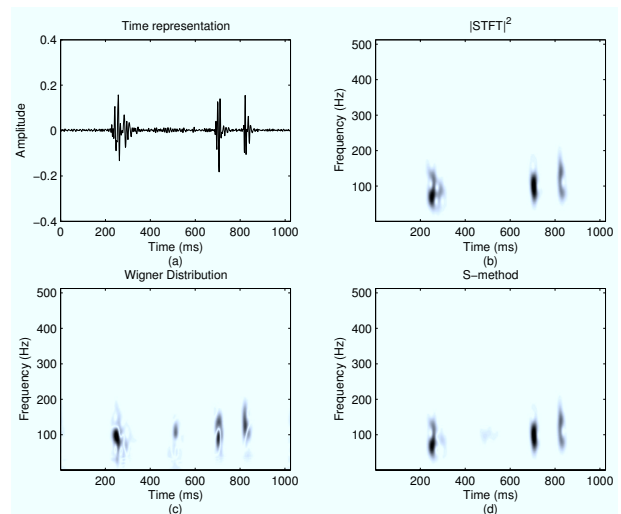 Time representation
Amplitude
0.4
0.2
0
−0.2
−0.4
0 200 400 600 800 1000
Time (ms)
(a)
|STFT|²
Frequency (Hz)
500
400
300
200
100
200 400 600 800 1000
Time (ms)
(b)
Wigner Distribution
Frequency (Hz)
500
400
300
200
100
200 400 600 800 1000
Time (ms)
(c)
S−method
Frequency (Hz)
500
400
300
200
100
200 400 600 800 1000
Time (ms)
(d)